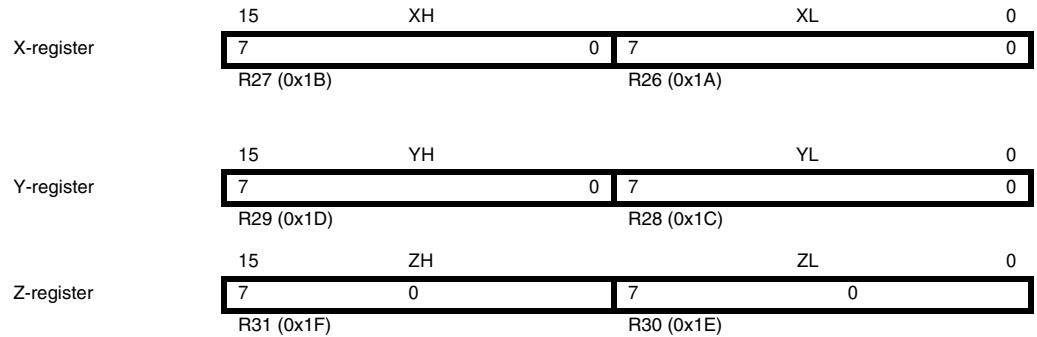 15 XH XL 0
X-register 7 0 7 0
R27 (0x1B) R26 (0x1A)
15 YH YL 0
Y-register 7 0 7 0
R29 (0x1D) R28 (0x1C)
15 ZH ZL 0
Z-register 7 0 7 0
R31 (0x1F) R30 (0x1E)